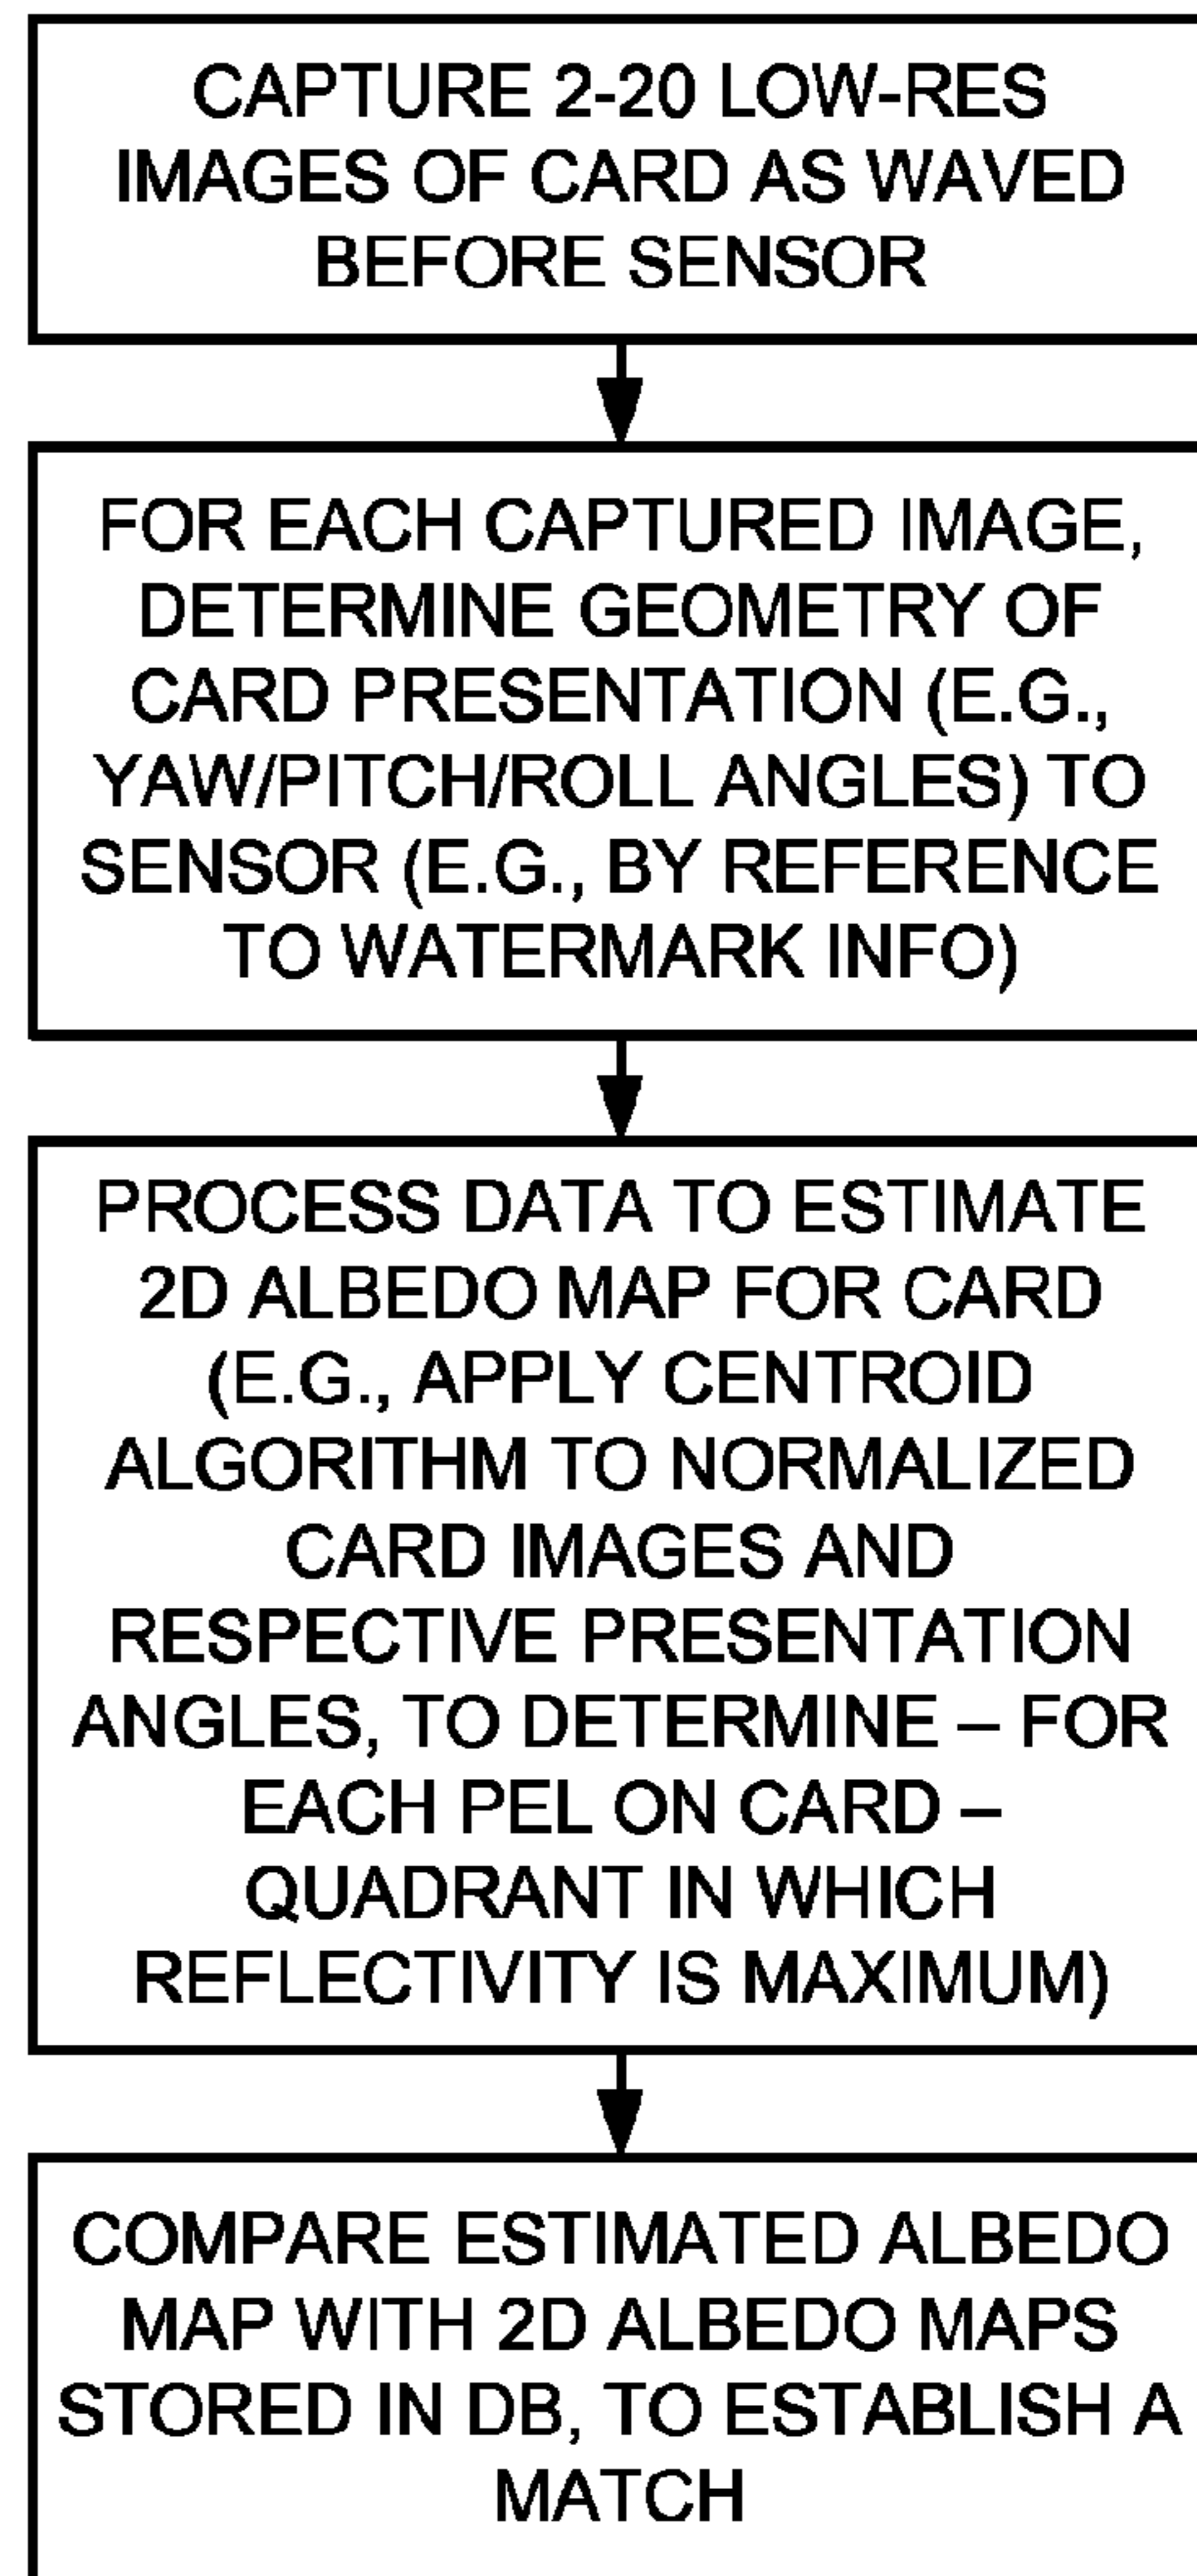 CAPTURE 2-20 LOW-RES
IMAGES OF CARD AS WAVED
BEFORE SENSOR
FOR EACH CAPTURED IMAGE,
DETERMINE GEOMETRY OF
CARD PRESENTATION (E.G.,
YAW/PITCH/ROLL ANGLES) TO
SENSOR (E.G., BY REFERENCE
TO WATERMARK INFO)
PROCESS DATA TO ESTIMATE
2D ALBEDO MAP FOR CARD
(E.G., APPLY CENTROID
ALGORITHM TO NORMALIZED
CARD IMAGES AND
RESPECTIVE PRESENTATION
ANGLES, TO DETERMINE – FOR
EACH PEL ON CARD –
QUADRANT IN WHICH
REFLECTIVITY IS MAXIMUM)
COMPARE ESTIMATED ALBEDO
MAP WITH 2D ALBEDO MAPS
STORED IN DB, TO ESTABLISH A
MATCH